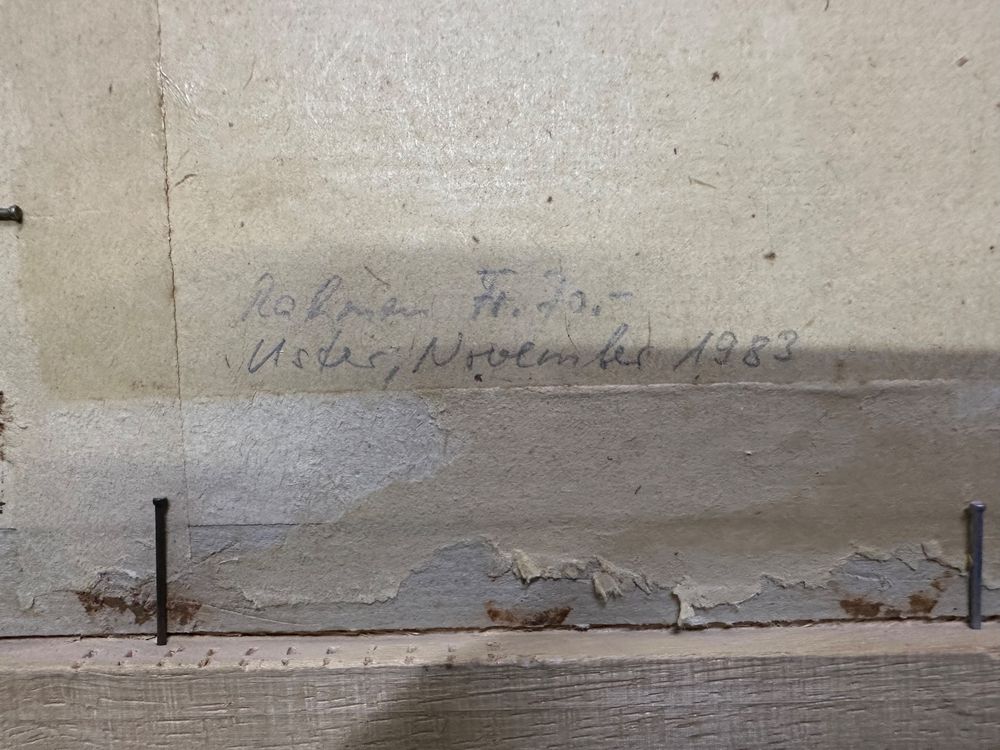 Rahmen Fr. 70.-
Uster, November 1983